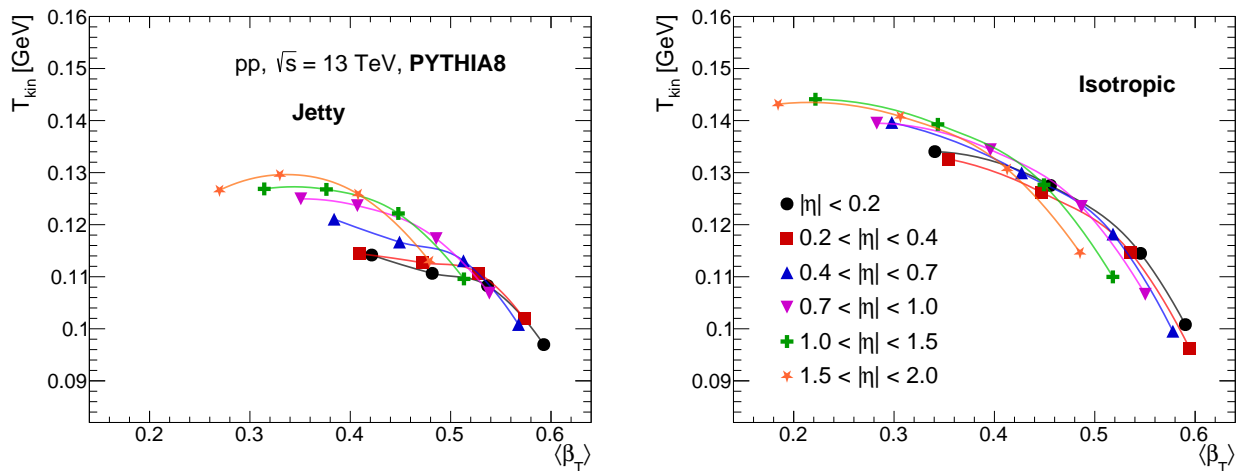 T_kin [GeV]
0.16
0.15
0.14
0.13
0.12
0.11
0.1
0.09
pp, √s = 13 TeV, PYTHIA8
Jetty
0.2 0.3 0.4 0.5 0.6
⟨β_T⟩
T_kin [GeV]
0.16
0.15
0.14
0.13
0.12
0.11
0.1
0.09
Isotropic
|η| < 0.2
0.2 < |η| < 0.4
0.4 < |η| < 0.7
0.7 < |η| < 1.0
1.0 < |η| < 1.5
1.5 < |η| < 2.0
0.2 0.3 0.4 0.5 0.6
⟨β_T⟩